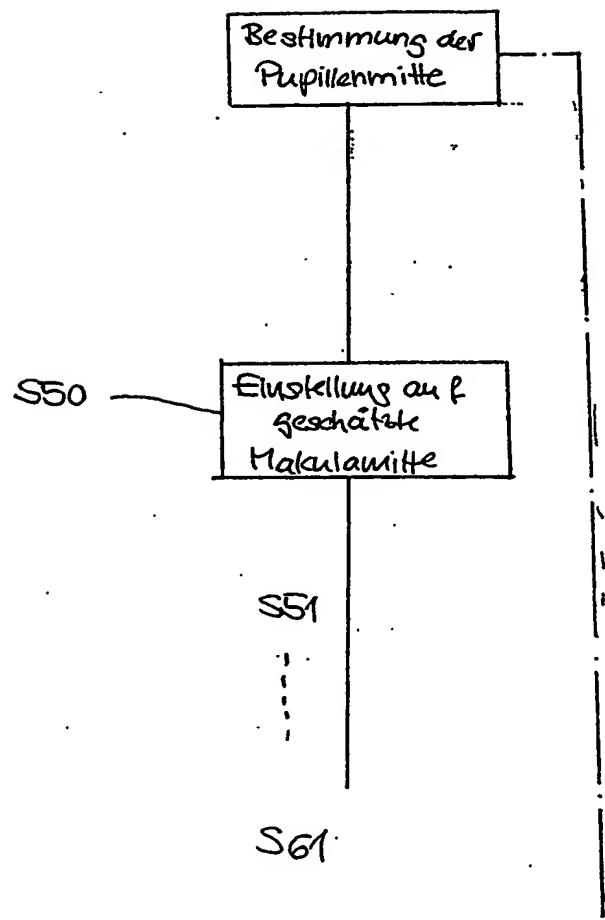 Bestimmung der
Pupillenmitte
S50
Einstellung auf
geschätzte
Makulamitte
S51
S61